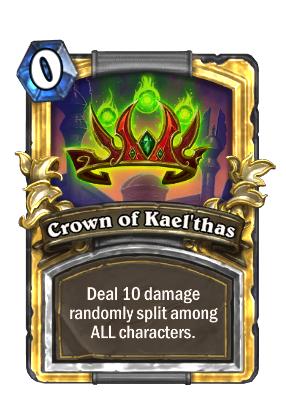 0
Crown of Kael'thas
Deal 10 damage
randomly split among
ALL characters.